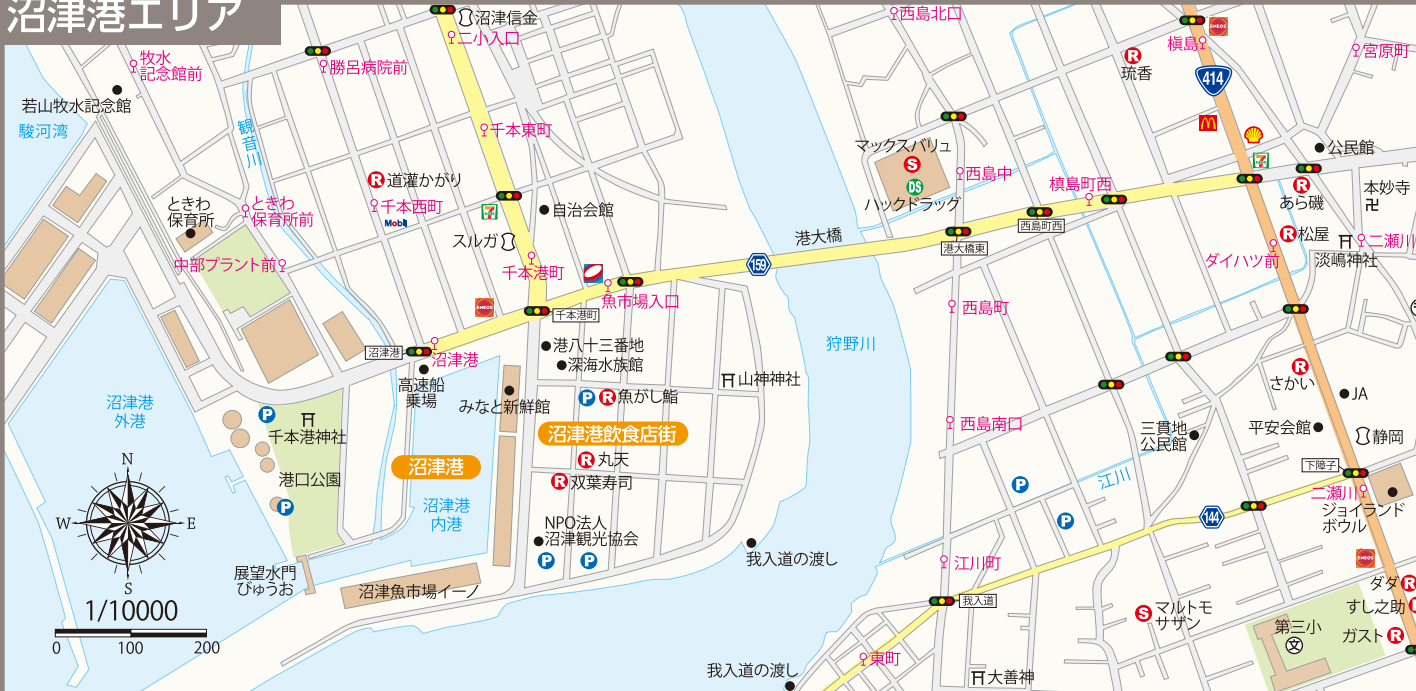 沼津港エリア
沼津信金
二小入口
西島北口
ENEOS
槇島
414
宮原町
牧水
記念館前
勝呂病院前
琉香
若山牧水記念館
駿河湾
観音川
千本東町
マックスバリュ
S
DS
ハックドラッグ
西島中
公民館
道灌かがり
千本西町
Mobil
7
自治会館
スルガ
ときわ
保育所
ときわ
保育所前
中部プラント前
槙島町西
西島町西
港大橋東
港大橋
159
あら磯
本妙寺
松屋
淡嶋神社
二瀬川
ダイハツ前
千本港町
魚市場入口
千本港町
ENEOS
沼津港
沼津港
高速船
乗場
港八十三番地
深海水族館
みなと新鮮館
P
R
魚がし鮨
山神神社
沼津港飲食店街
R
丸天
R
双葉寿司
NPO法人
沼津観光協会
P
P
狩野川
西島町
西島南口
さかい
JA
三貫地
公民館
平安会館
静岡
下障子
二瀬川
ジョイランド
ボウル
江川
144
P
P
沼津港
外港
P
千本港神社
港口公園
P
沼津港
沼津港
内港
N
W
E
S
1/10000
0
100
200
展望水門
びゅうお
沼津魚市場イーノ
我入道の渡し
我入道の渡し
江川町
我入道
東町
大善神
S
マルトモ
サザン
ENEOS
ダダ
R
すし之助
第三小
文
ガスト
R